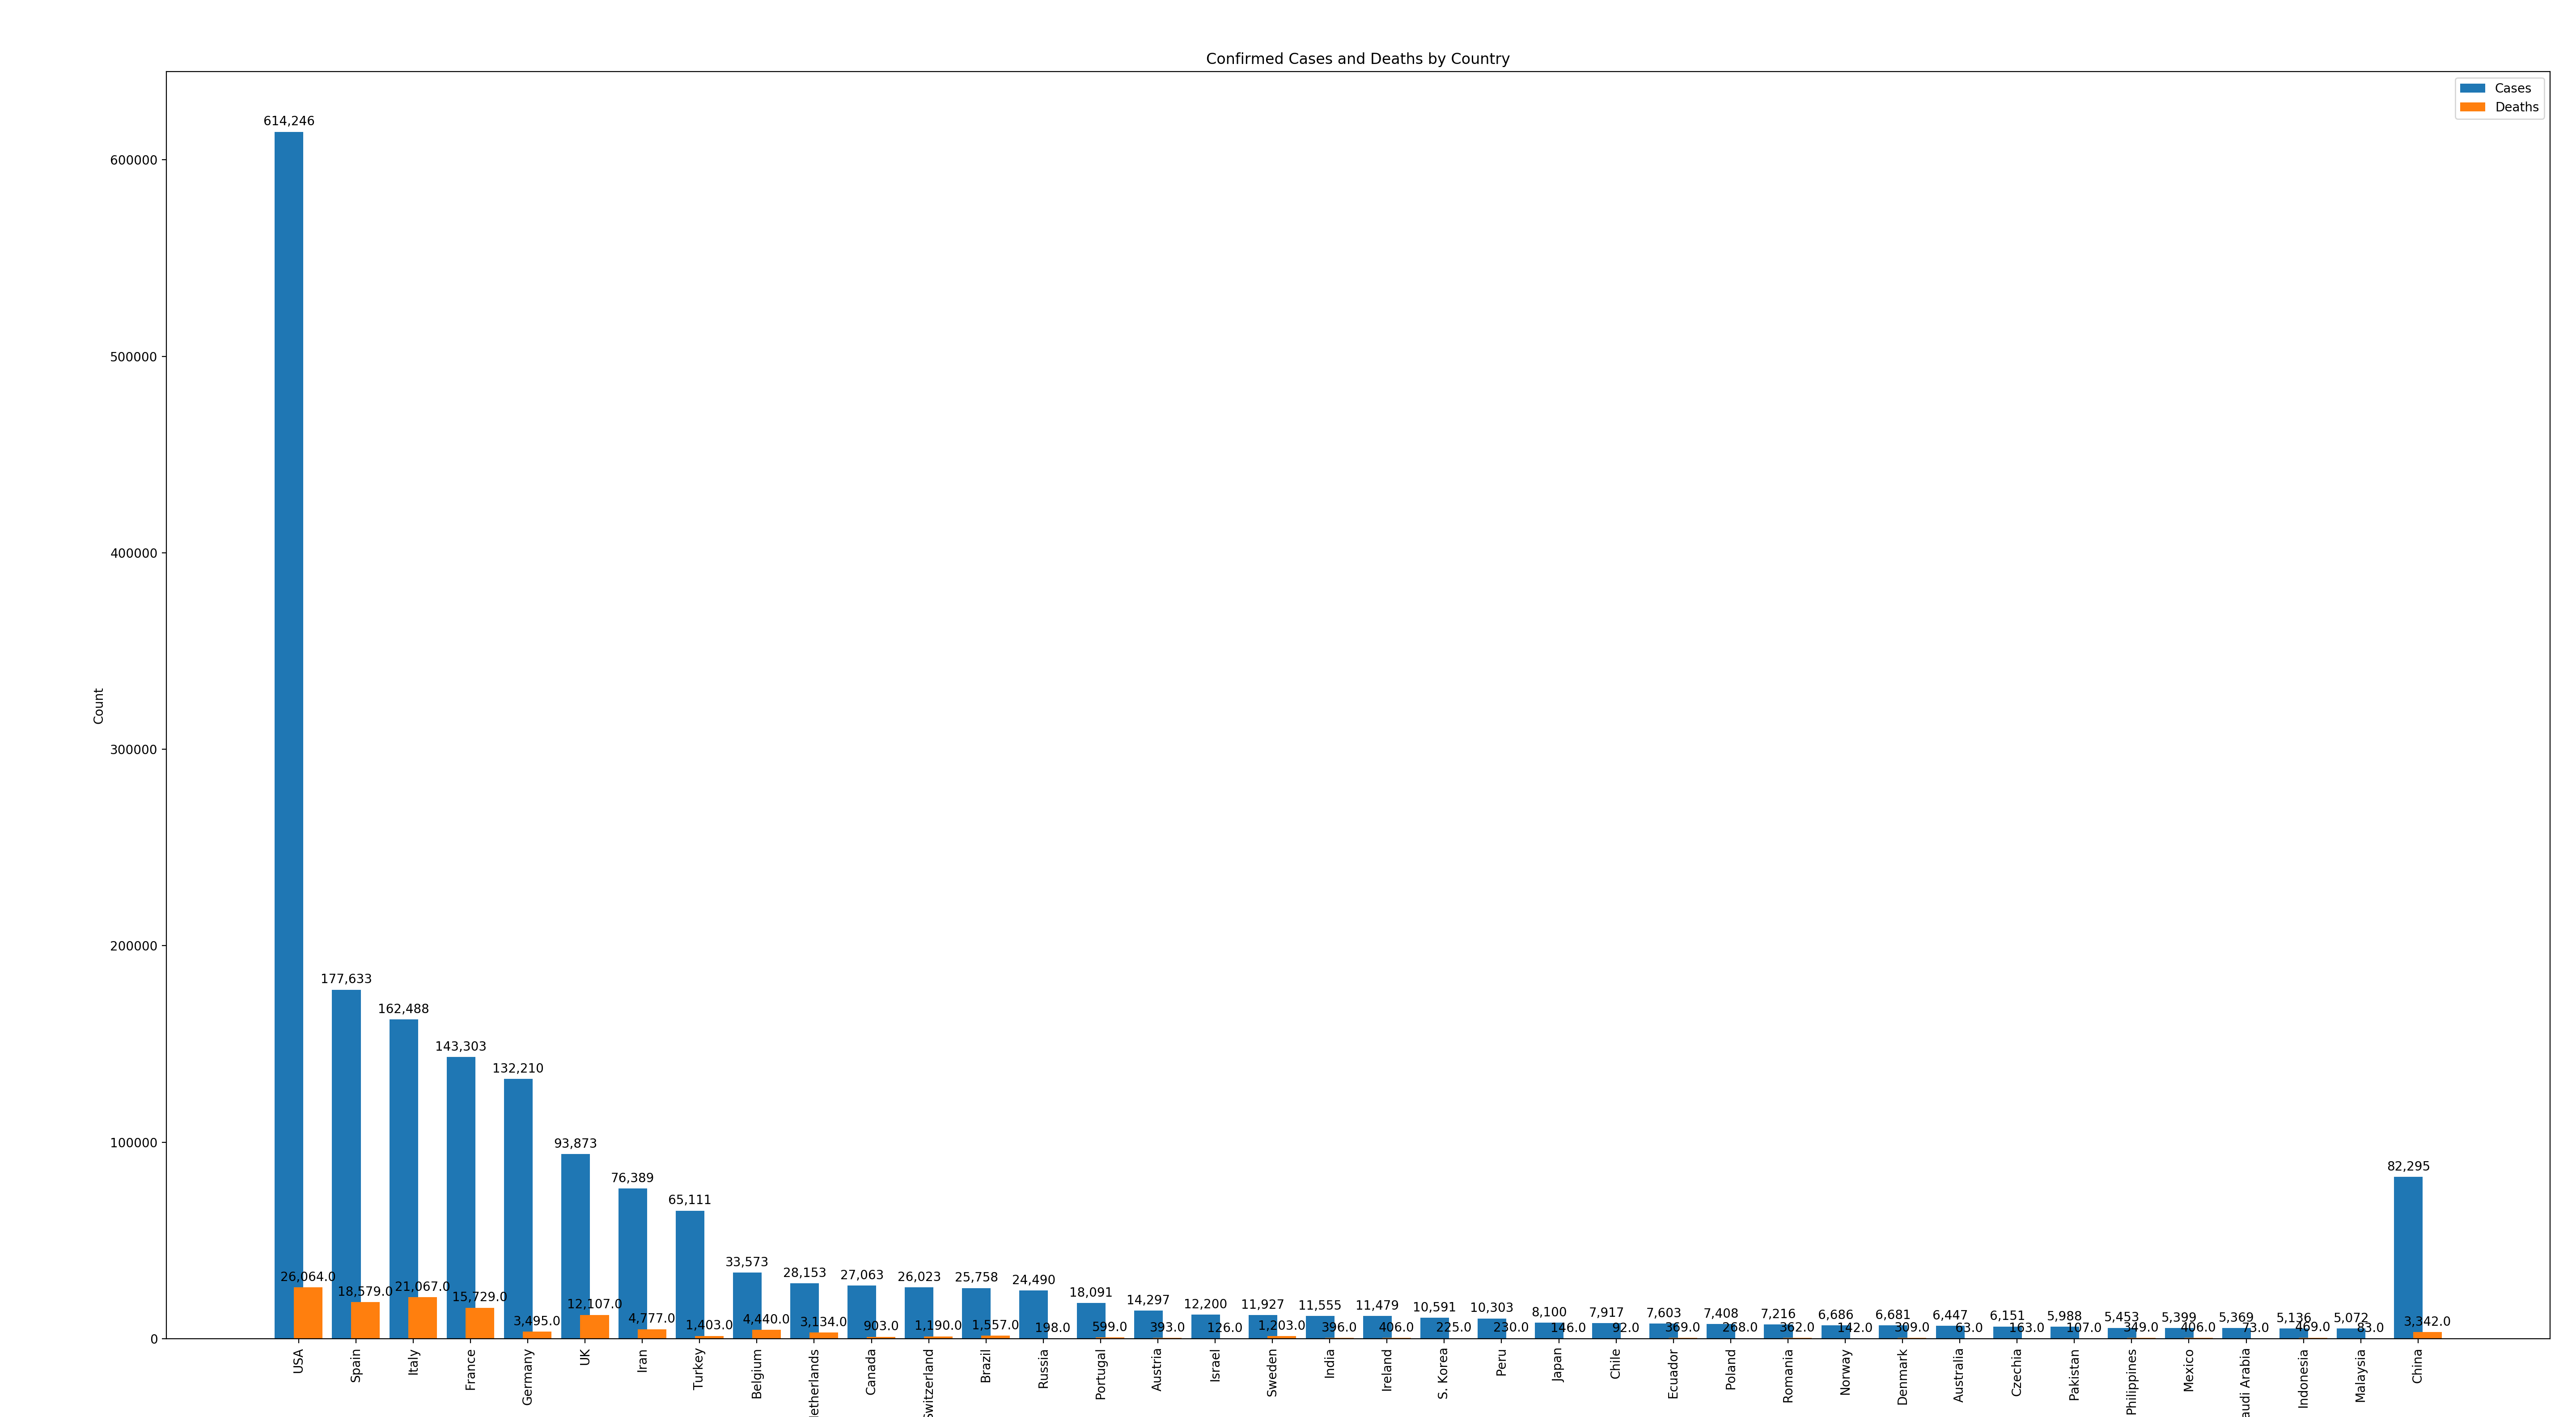 Confirmed Cases and Deaths by Country
Cases
Deaths
Count
600000
500000
400000
300000
200000
100000
0
614,246
177,633
162,488
143,303
132,210
93,873
76,389
65,111
33,573
28,153
27,063
26,023
25,758
24,490
18,091
14,297
12,200
11,927
11,555
11,479
10,591
10,303
8,100
7,917
7,603
7,408
7,216
6,686
6,681
6,447
6,151
5,988
5,453
5,399
5,369
5,136
5,072
82,295
26,064.0
18,579.0
21,067.0
15,729.0
3,495.0
12,107.0
4,777.0
1,403.0
4,440.0
3,134.0
903.0
1,190.0
1,557.0
198.0
599.0
393.0
126.0
1,203.0
396.0
406.0
225.0
230.0
146.0
92.0
369.0
268.0
362.0
142.0
309.0
63.0
163.0
107.0
349.0
406.0
73.0
469.0
83.0
3,342.0
USA
Spain
Italy
France
Germany
UK
Iran
Turkey
Belgium
letherlands
Canada
Switzerland
Brazil
Russia
Portugal
Austria
Israel
Sweden
India
Ireland
S. Korea
Peru
Japan
Chile
Ecuador
Poland
Romania
Norway
Denmark
Australia
Czechia
Pakistan
Philippines
Mexico
audi Arabia
Indonesia
Malaysia
China